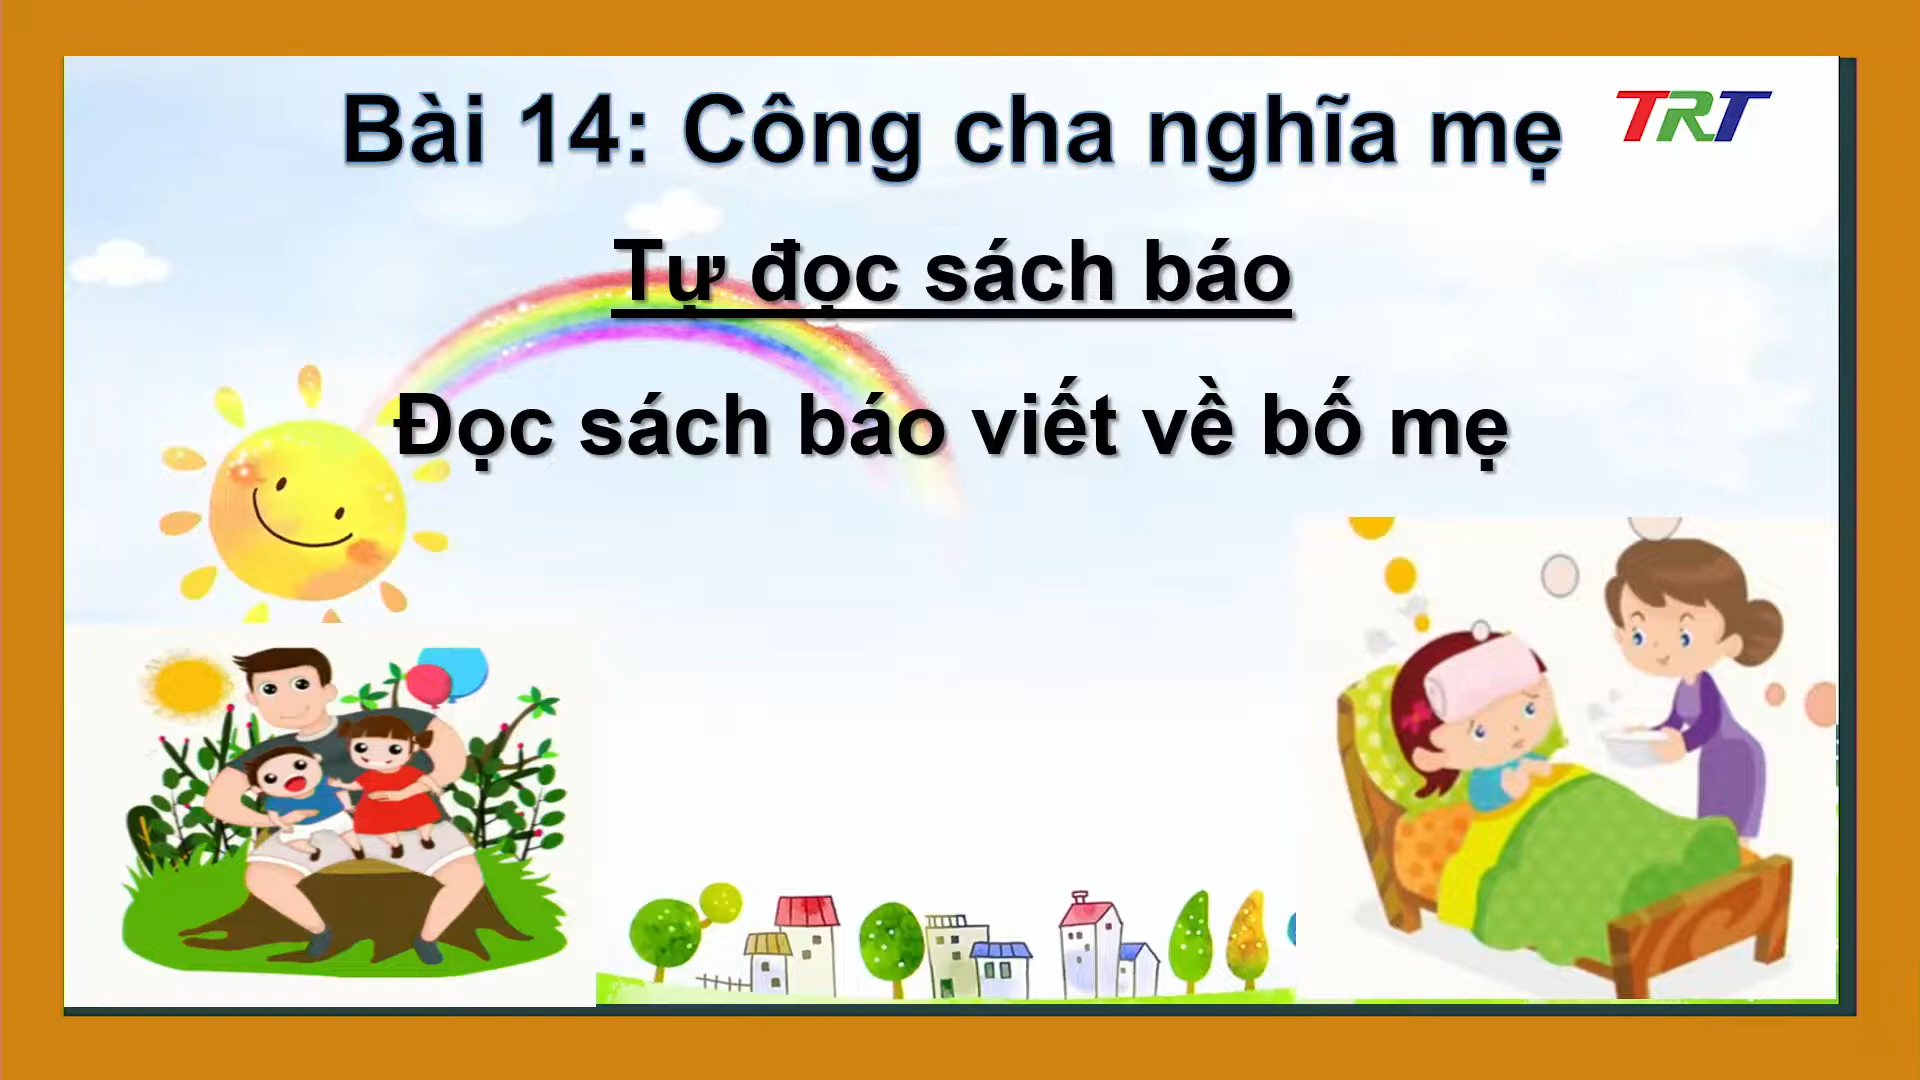 Bài 14: Công cha nghĩa mẹ
TRT
Tự đọc sách báo
Đọc sách báo viết về bố mẹ